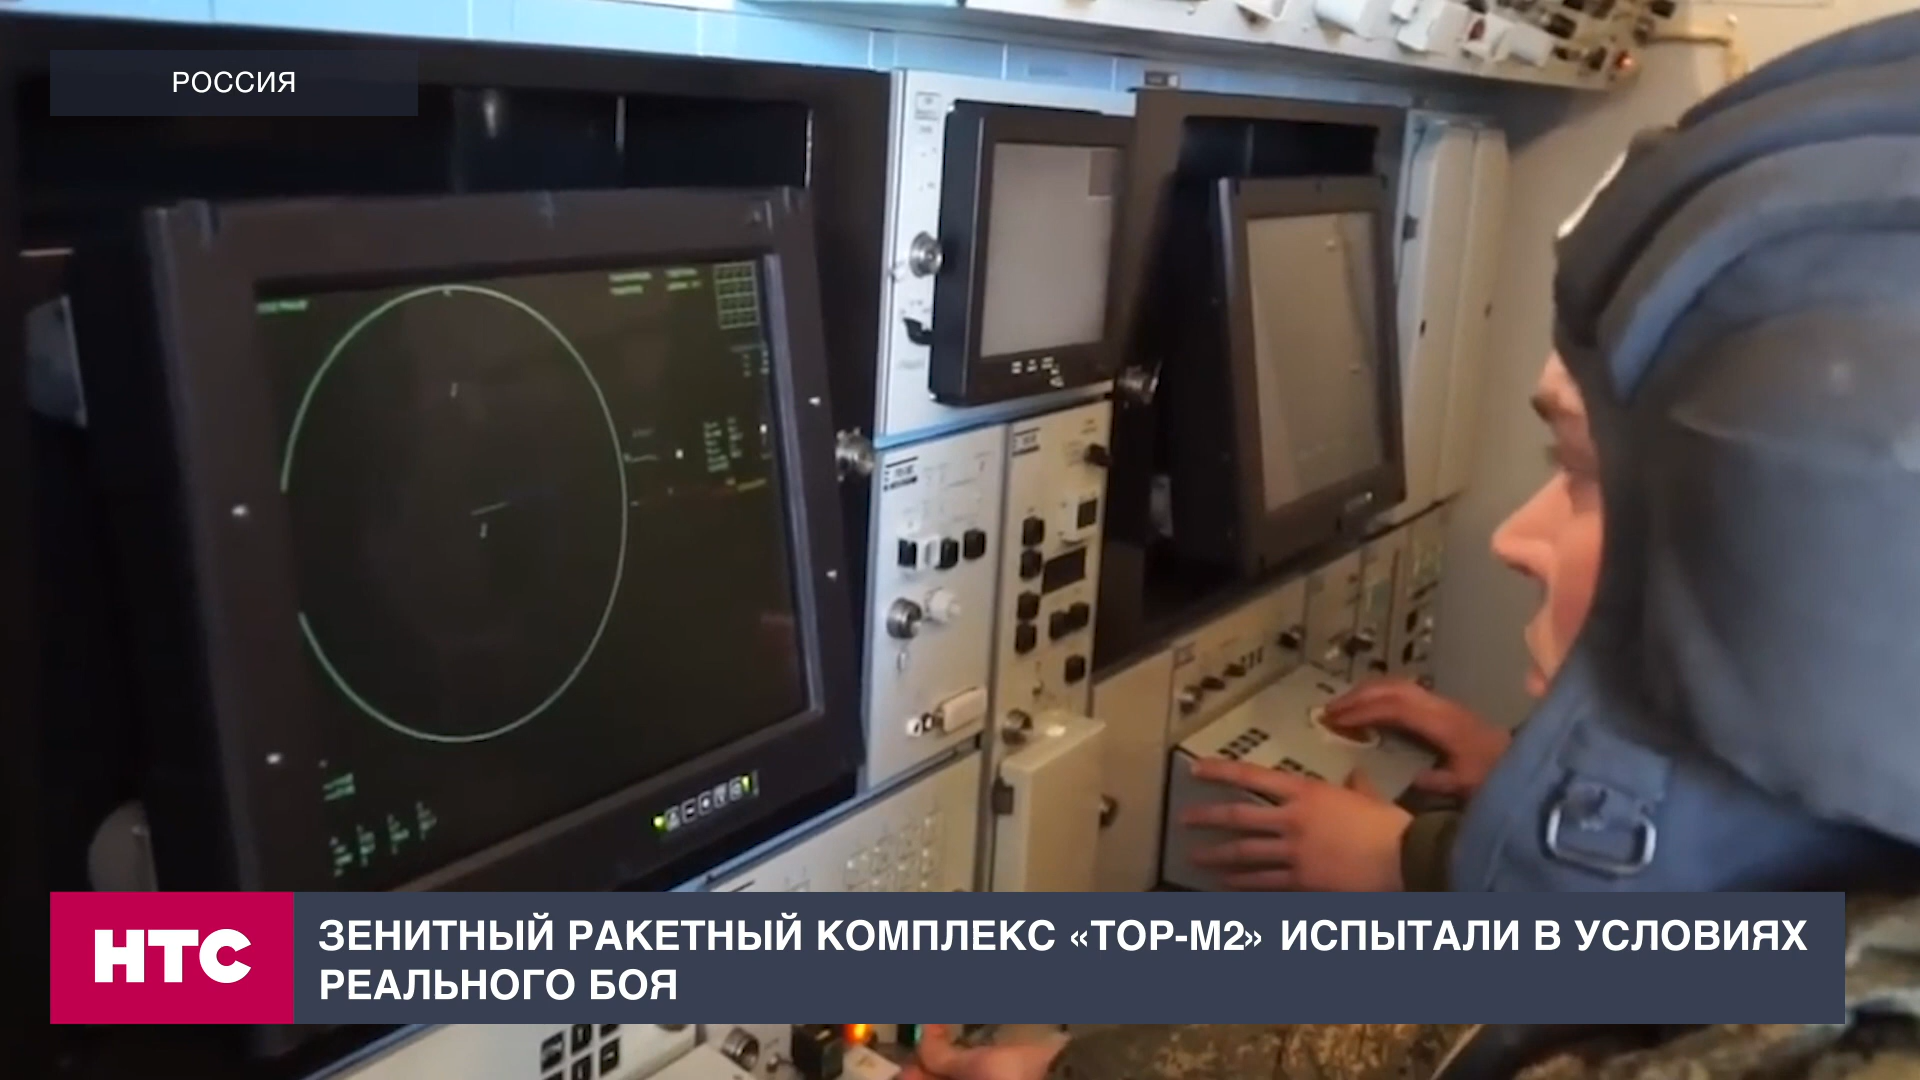 РОССИЯ
НТС
ЗЕНИТНЫЙ РАКЕТНЫЙ КОМПЛЕКС «ТОР-М2» ИСПЫТАЛИ В УСЛОВИЯХ
РЕАЛЬНОГО БОЯ